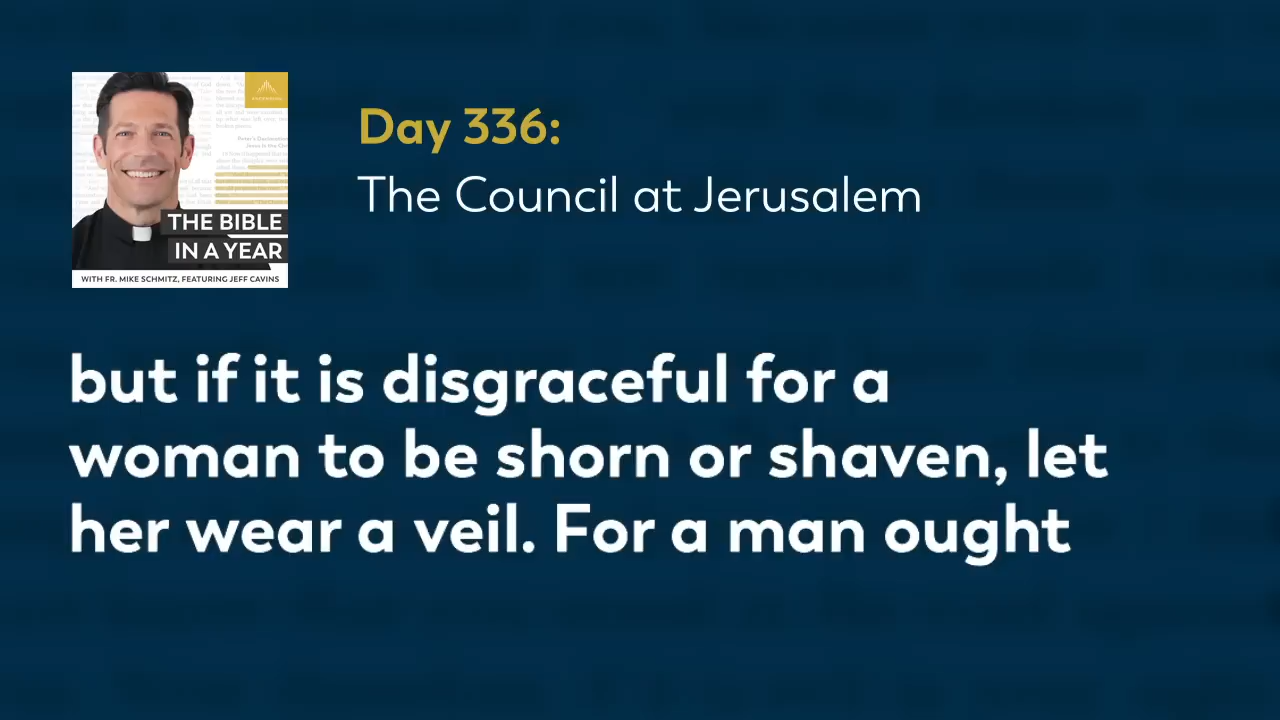 Day 336:
The Council at Jerusalem
THE BIBLE
IN A YEAR
WITH FR. MIKE SCHMITZ, FEATURING JEFF CAVINS
but if it is disgraceful for a
woman to be shorn or shaven, let
her wear a veil. For a man ought